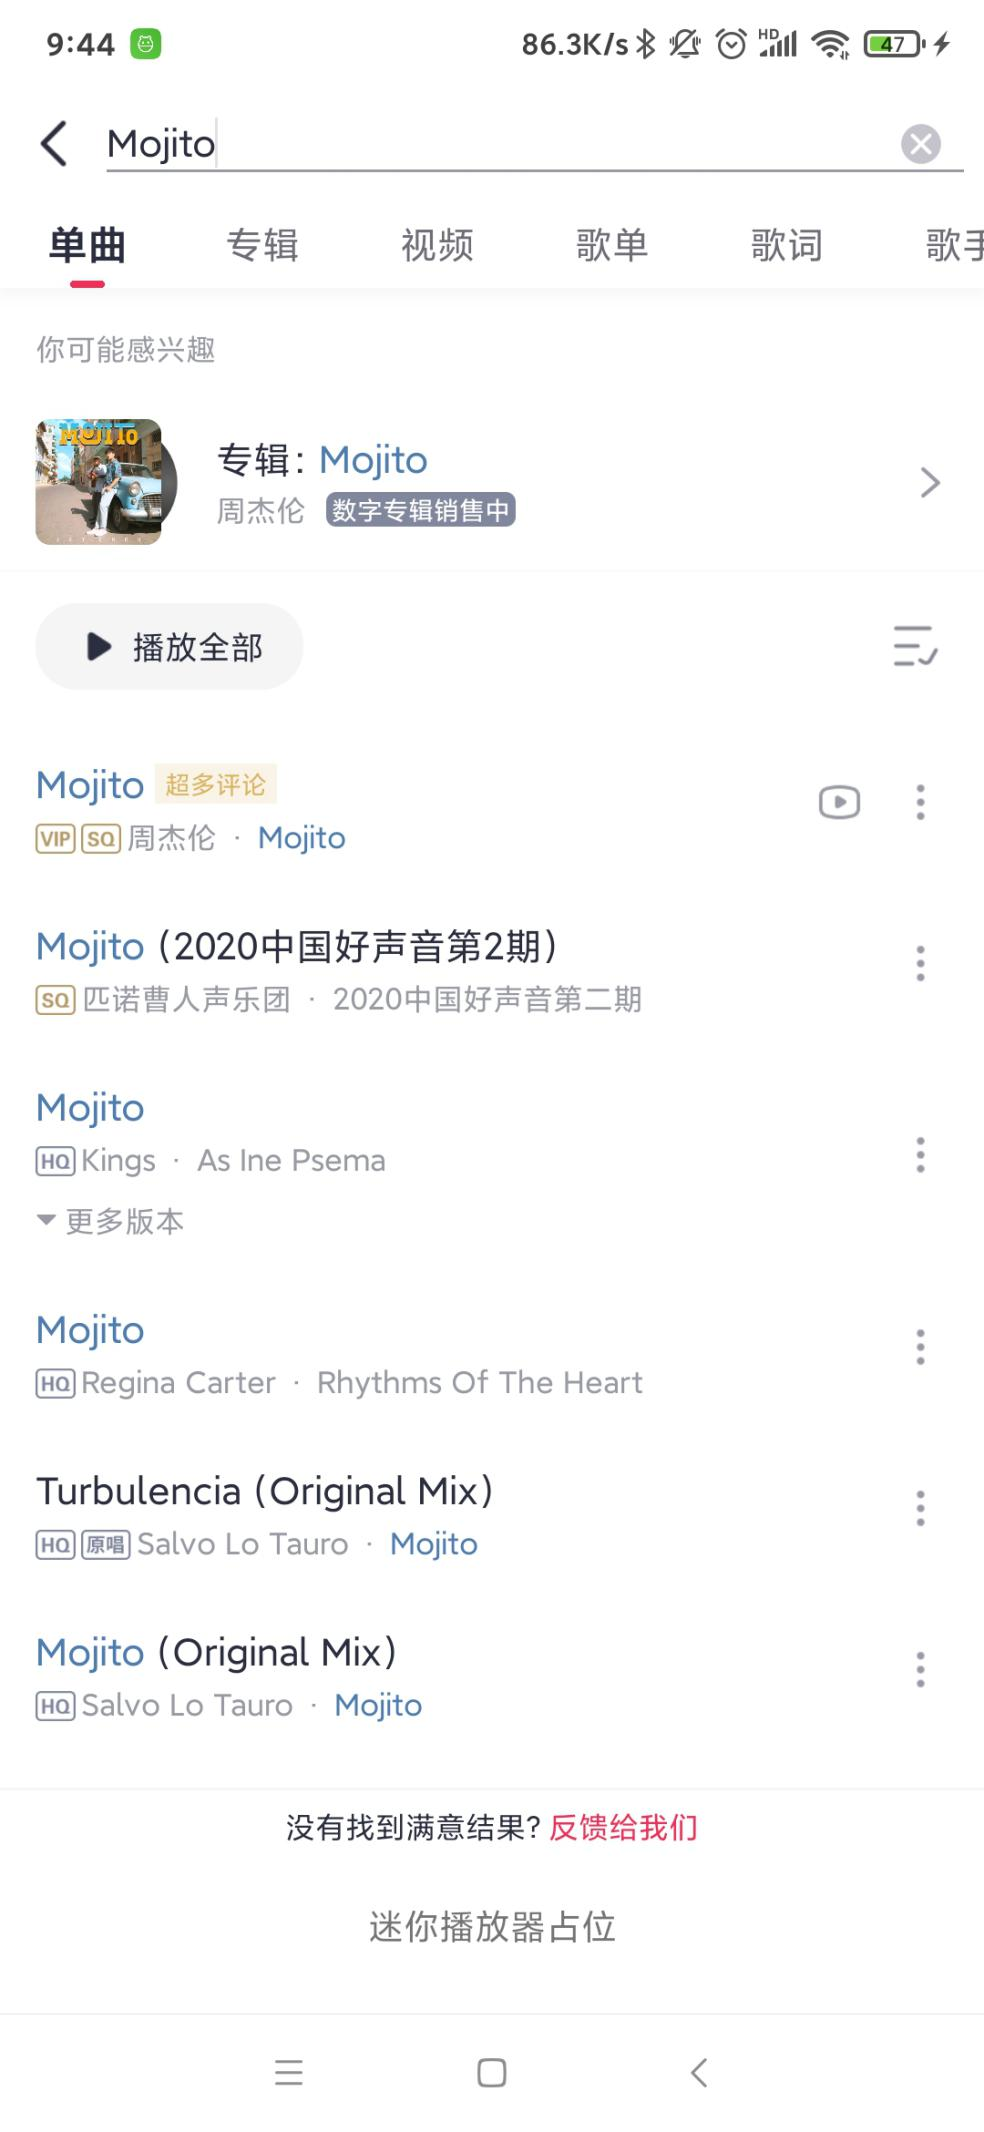 9:44
86.3K/s HD 47
Mojito
单曲 专辑 视频 歌单 歌词 歌手
你可能感兴趣
MOJITO
专辑：Mojito
周杰伦 数字专辑销售中
播放全部
Mojito 超多评论
VIP SQ 周杰伦 · Mojito
Mojito（2020中国好声音第2期）
SQ 匹诺曹人声乐团 · 2020中国好声音第二期
Mojito
HQ Kings · As Ine Psema
更多版本
Mojito
HQ Regina Carter · Rhythms Of The Heart
Turbulencia (Original Mix)
HQ 原唱 Salvo Lo Tauro · Mojito
Mojito (Original Mix)
HQ Salvo Lo Tauro · Mojito
没有找到满意结果？反馈给我们
迷你播放器占位